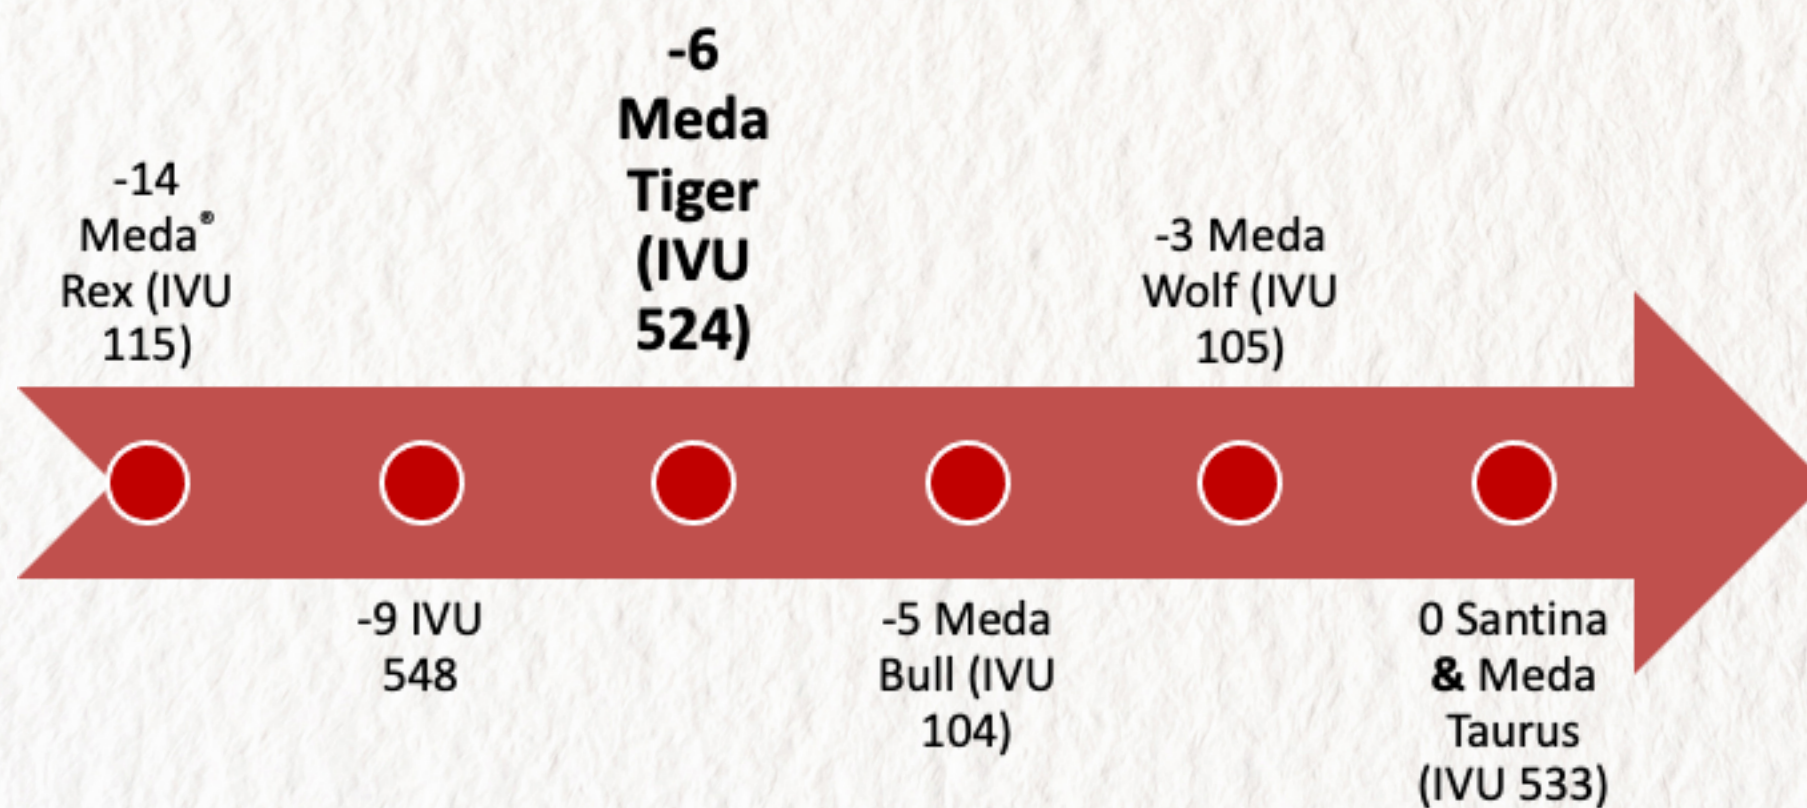 -14
Meda®
Rex (IVU
115)
-9 IVU
548
-6
Meda
Tiger
(IVU
524)
-5 Meda
Bull (IVU
104)
-3 Meda
Wolf (IVU
105)
0 Santina
& Meda
Taurus
(IVU 533)